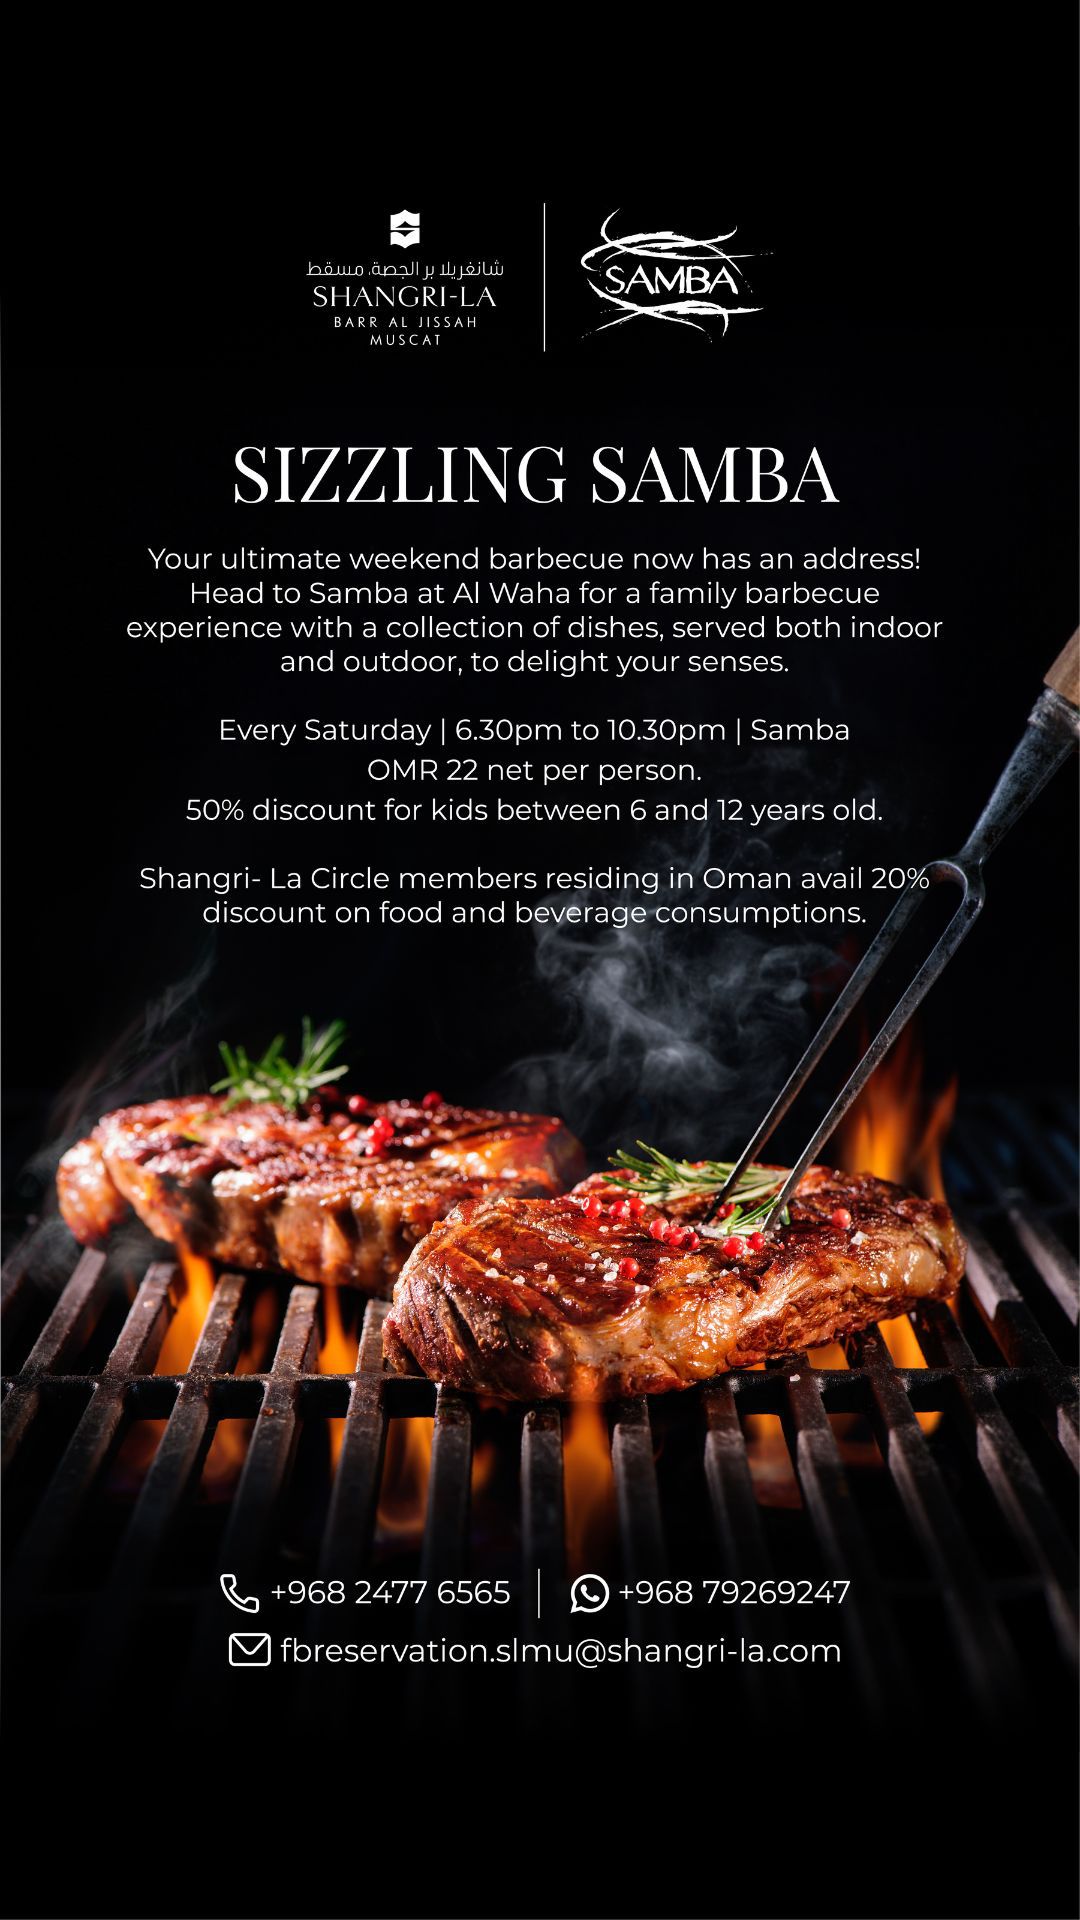 شانغريلا بر الجصة، مسقط
SHANGRI-LA
BARR AL JISSAH
MUSCAT
SAMBA
SIZZLING SAMBA
Your ultimate weekend barbecue now has an address!
Head to Samba at Al Waha for a family barbecue
experience with a collection of dishes, served both indoor
and outdoor, to delight your senses.
Every Saturday | 6.30pm to 10.30pm | Samba
OMR 22 net per person.
50% discount for kids between 6 and 12 years old.
Shangri- La Circle members residing in Oman avail 20%
discount on food and beverage consumptions.
+968 2477 6565 | +968 79269247
fbreservation.slmu@shangri-la.com